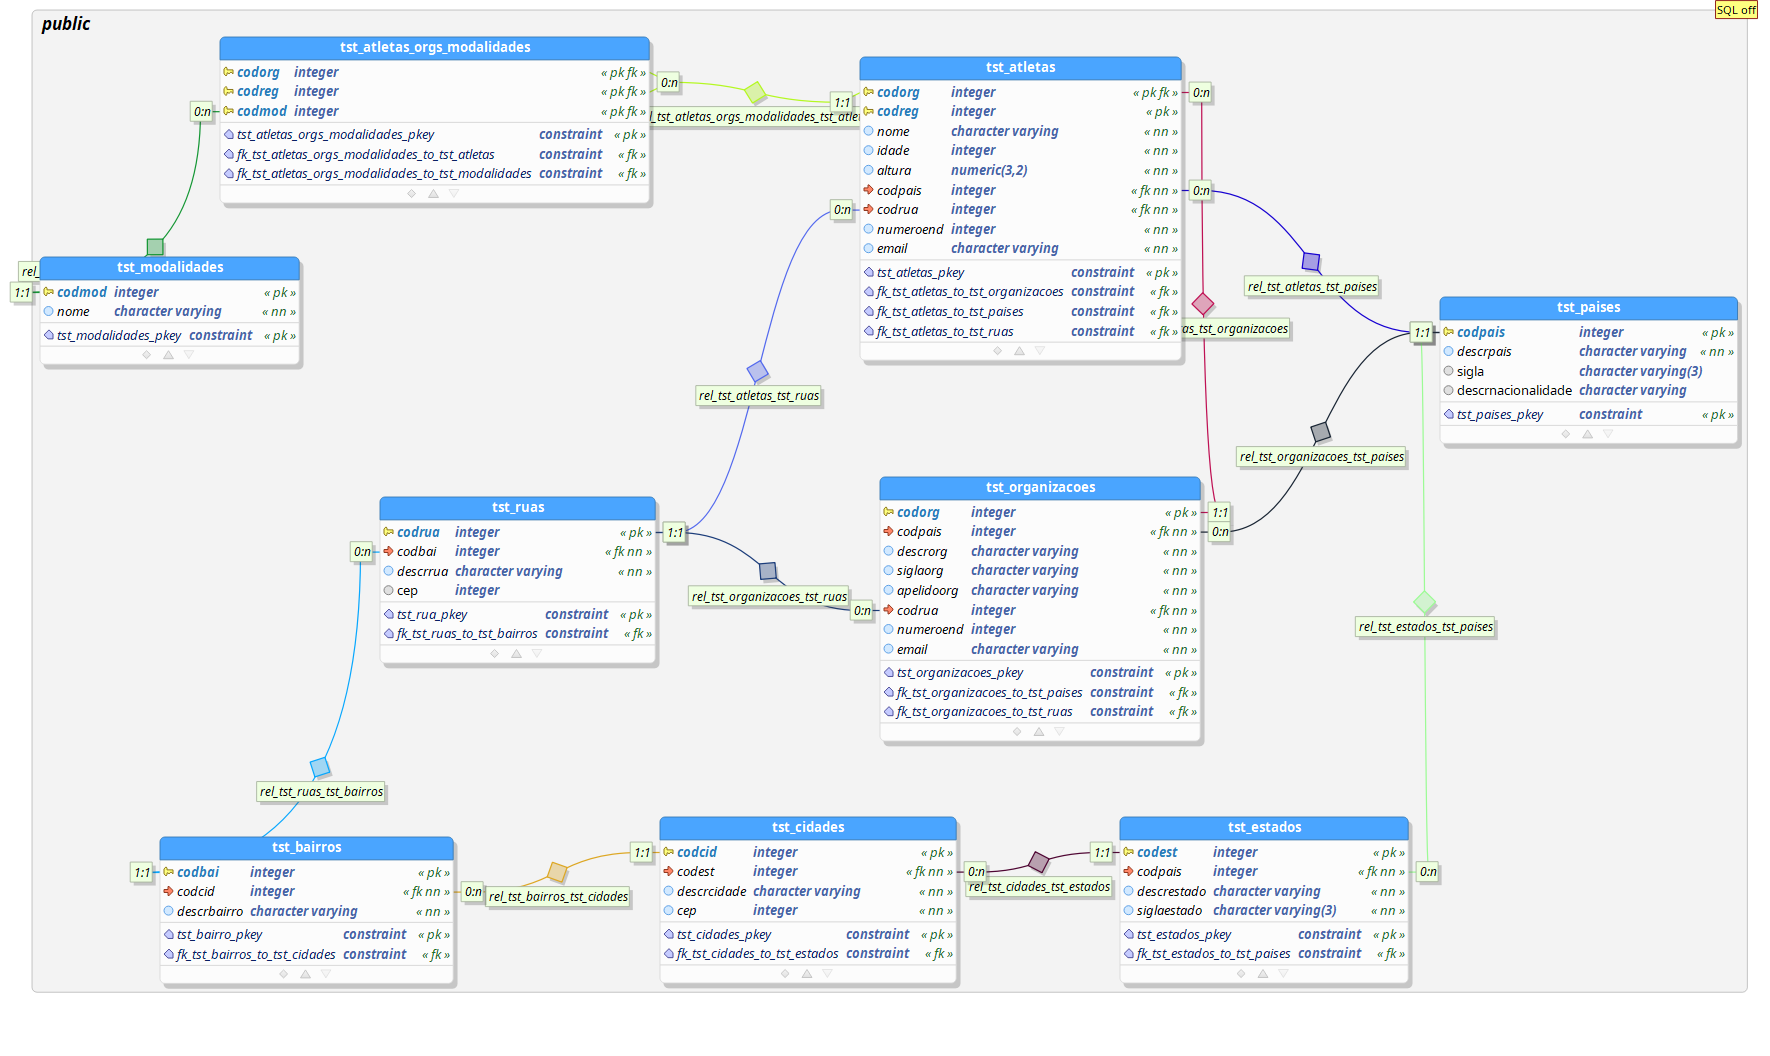 SQL off
public
tst_atletas_orgs_modalidades
codorg integer « pk fk »
codreg integer « pk fk »
codmod integer « pk fk »
tst_atletas_orgs_modalidades_pkey constraint « pk »
fk_tst_atletas_orgs_modalidades_to_tst_atletas constraint « fk »
fk_tst_atletas_orgs_modalidades_to_tst_modalidades constraint « fk »
0:n
0:n
1:1
l_tst_atletas_orgs_modalidades_tst_atlet
tst_atletas
codorg integer « pk fk »
codreg integer « pk »
nome character varying « nn »
idade integer « nn »
altura numeric(3,2) « nn »
codpais integer « fk nn »
codrua integer « fk nn »
numeroend integer « nn »
email character varying « nn »
tst_atletas_pkey constraint « pk »
fk_tst_atletas_to_tst_organizacoes constraint « fk »
fk_tst_atletas_to_tst_paises constraint « fk »
fk_tst_atletas_to_tst_ruas constraint « fk »
0:n
0:n
0:n
rel_
1:1
tst_modalidades
codmod integer « pk »
nome character varying « nn »
tst_modalidades_pkey constraint « pk »
rel_tst_atletas_tst_paises
as_tst_organizacoes
1:1
tst_paises
codpais integer « pk »
descrpais character varying « nn »
sigla character varying(3)
descrnacionalidade character varying
tst_paises_pkey constraint « pk »
rel_tst_atletas_tst_ruas
rel_tst_organizacoes_tst_paises
tst_ruas
codrua integer « pk »
codbai integer « fk nn »
descrrua character varying « nn »
cep integer
tst_rua_pkey constraint « pk »
fk_tst_ruas_to_tst_bairros constraint « fk »
0:n
1:1
rel_tst_organizacoes_tst_ruas
0:n
tst_organizacoes
codorg integer « pk »
codpais integer « fk nn »
descrorg character varying « nn »
siglaorg character varying « nn »
apelidoorg character varying « nn »
codrua integer « fk nn »
numeroend integer « nn »
email character varying « nn »
tst_organizacoes_pkey constraint « pk »
fk_tst_organizacoes_to_tst_paises constraint « fk »
fk_tst_organizacoes_to_tst_ruas constraint « fk »
1:1
0:n
rel_tst_estados_tst_paises
rel_tst_ruas_tst_bairros
1:1
tst_bairros
codbai integer « pk »
codcid integer « fk nn »
descrbairro character varying « nn »
tst_bairro_pkey constraint « pk »
fk_tst_bairros_to_tst_cidades constraint « fk »
0:n
rel_tst_bairros_tst_cidades
1:1
tst_cidades
codcid integer « pk »
codest integer « fk nn »
descrcidade character varying « nn »
cep integer « nn »
tst_cidades_pkey constraint « pk »
fk_tst_cidades_to_tst_estados constraint « fk »
0:n
rel_tst_cidades_tst_estados
1:1
tst_estados
codest integer « pk »
codpais integer « fk nn »
descrestado character varying « nn »
siglaestado character varying(3) « nn »
tst_estados_pkey constraint « pk »
fk_tst_estados_to_tst_paises constraint « fk »
0:n